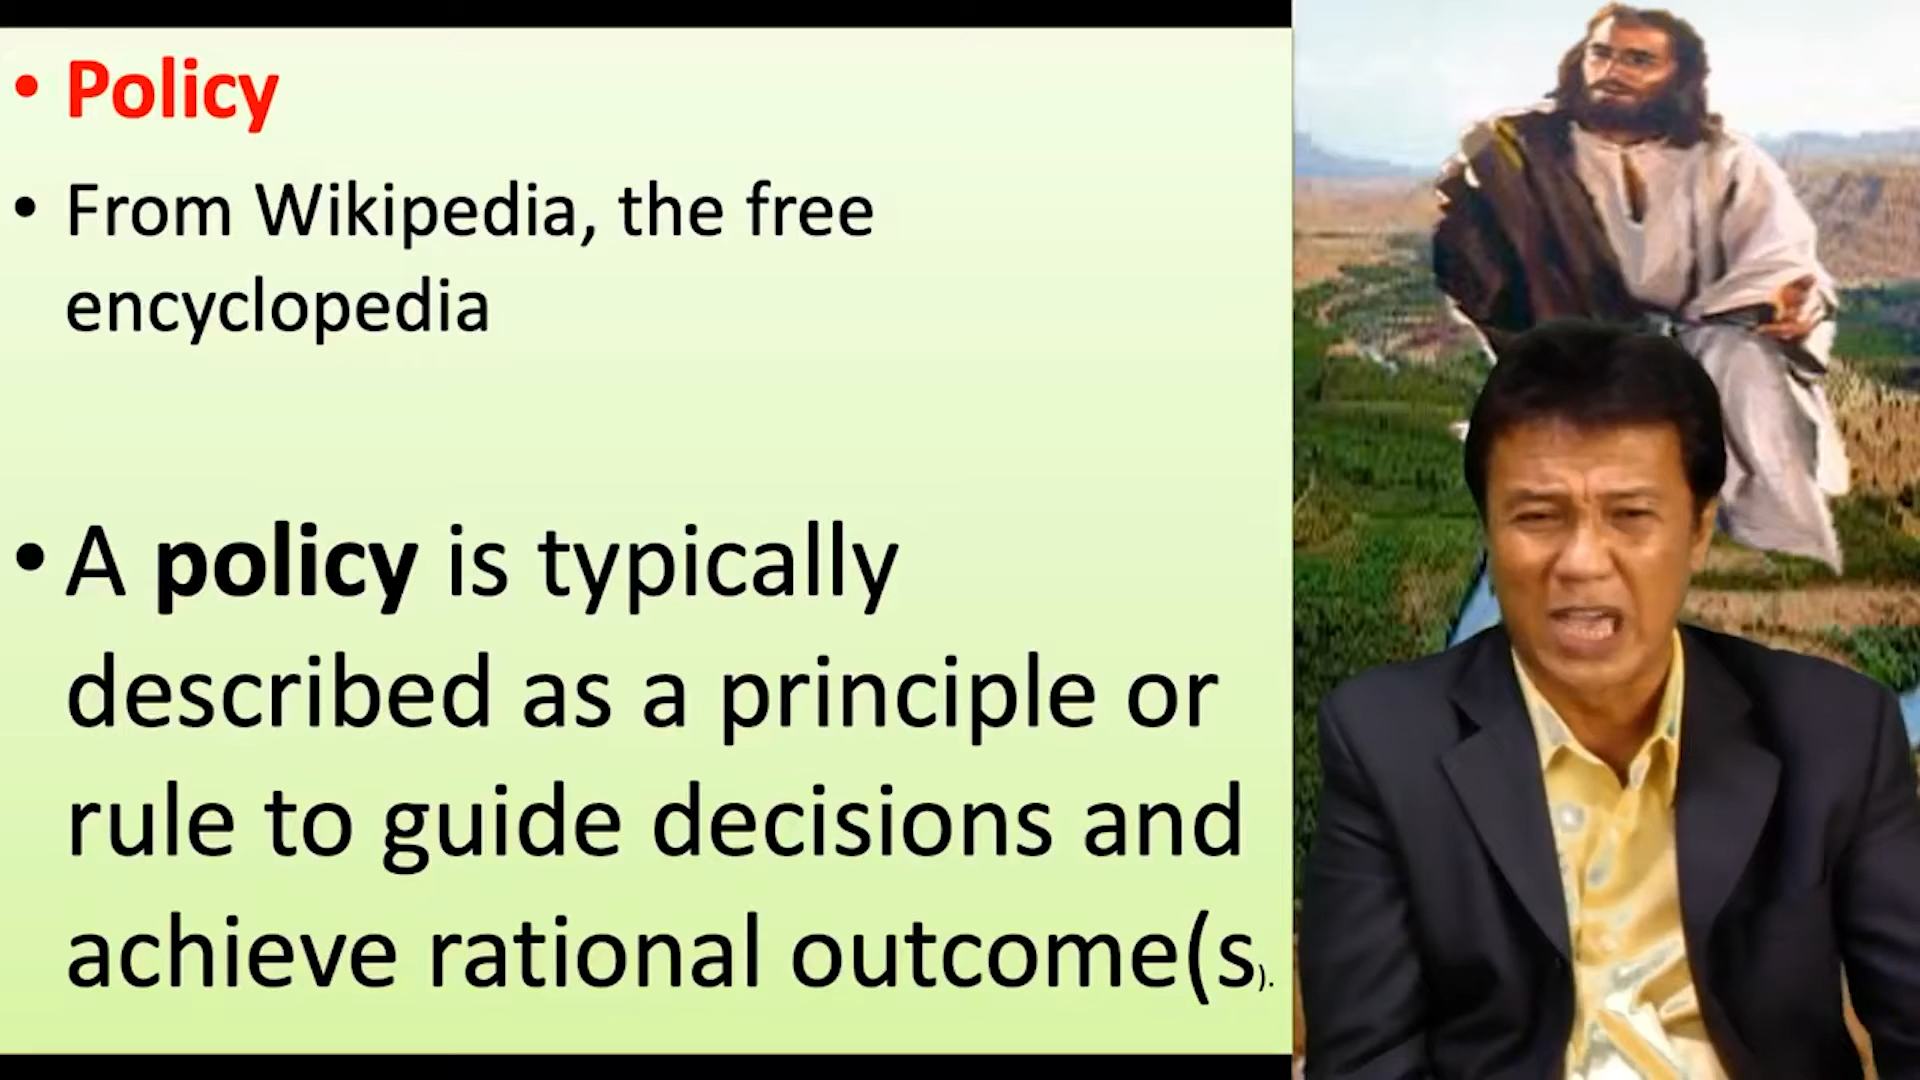 • Policy
• From Wikipedia, the free
encyclopedia
• A policy is typically
described as a principle or
rule to guide decisions and
achieve rational outcome(s).